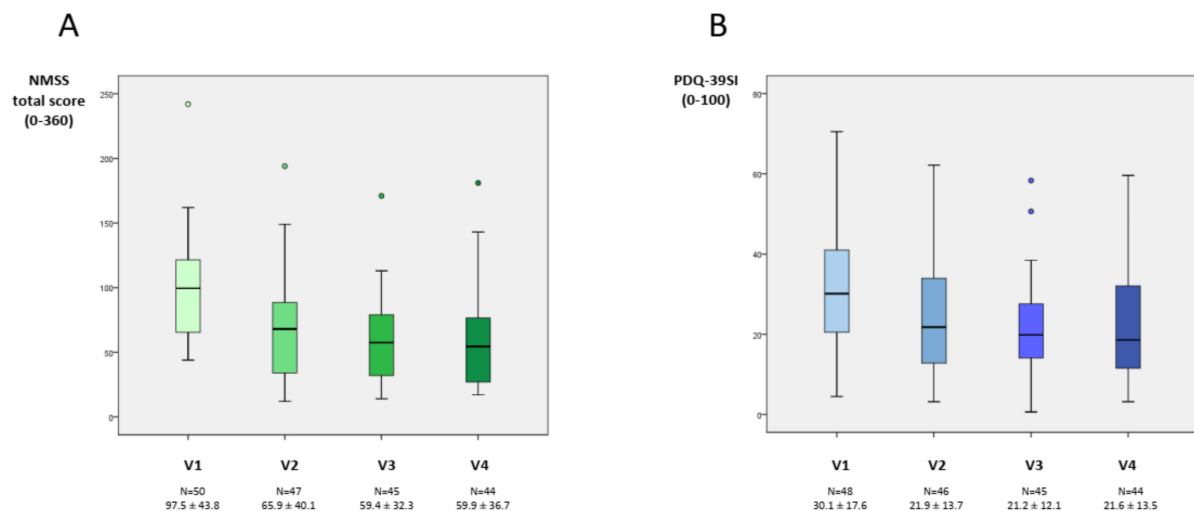 A
NMSS
total score
(0-360)
250
200
150
100
50
0
V1
V2
V3
V4
N=50
N=47
N=45
N=44
97.5 ± 43.8
65.9 ± 40.1
59.4 ± 32.3
59.9 ± 36.7
B
PDQ-39SI
(0-100)
80
60
40
20
0
V1
V2
V3
V4
N=48
N=46
N=45
N=44
30.1 ± 17.6
21.9 ± 13.7
21.2 ± 12.1
21.6 ± 13.5